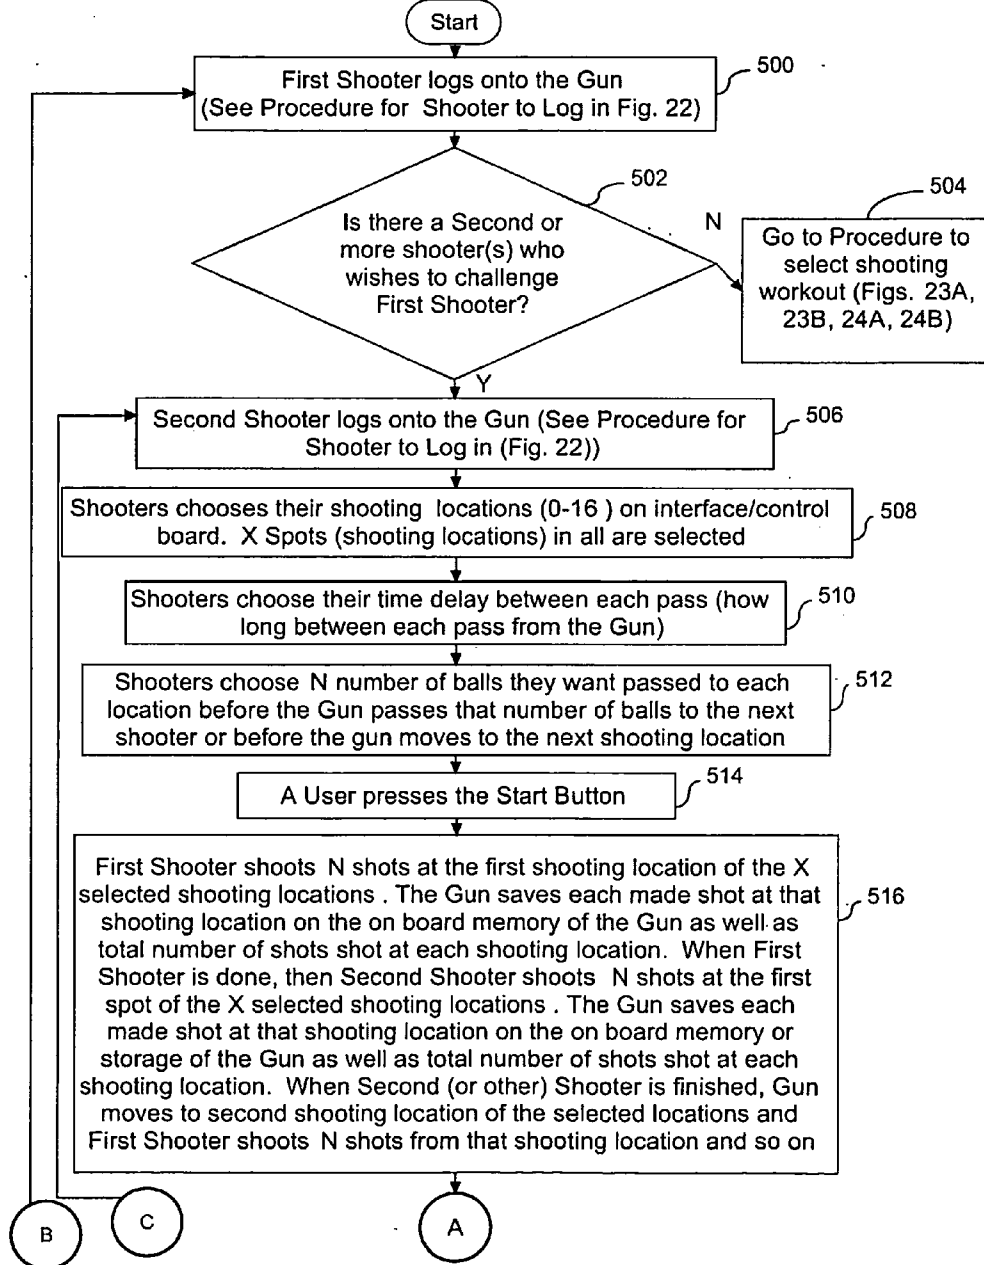 Start
First Shooter logs onto the Gun
(See Procedure for Shooter to Log in Fig. 22)
500
502
Is there a Second or
more shooter(s) who
wishes to challenge
First Shooter?
N
504
Go to Procedure to
select shooting
workout (Figs. 23A,
23B, 24A, 24B)
Y
Second Shooter logs onto the Gun (See Procedure for
Shooter to Log in (Fig. 22))
506
Shooters chooses their shooting locations (0-16 ) on interface/control
board. X Spots (shooting locations) in all are selected
508
Shooters choose their time delay between each pass (how
long between each pass from the Gun)
510
Shooters choose N number of balls they want passed to each
location before the Gun passes that number of balls to the next
shooter or before the gun moves to the next shooting location
512
A User presses the Start Button
514
First Shooter shoots N shots at the first shooting location of the X
selected shooting locations . The Gun saves each made shot at that
shooting location on the on board memory of the Gun as well as
total number of shots shot at each shooting location. When First
Shooter is done, then Second Shooter shoots N shots at the first
spot of the X selected shooting locations . The Gun saves each
made shot at that shooting location on the on board memory or
storage of the Gun as well as total number of shots shot at each
shooting location. When Second (or other) Shooter is finished, Gun
moves to second shooting location of the selected locations and
First Shooter shoots N shots from that shooting location and so on
516
B
C
A